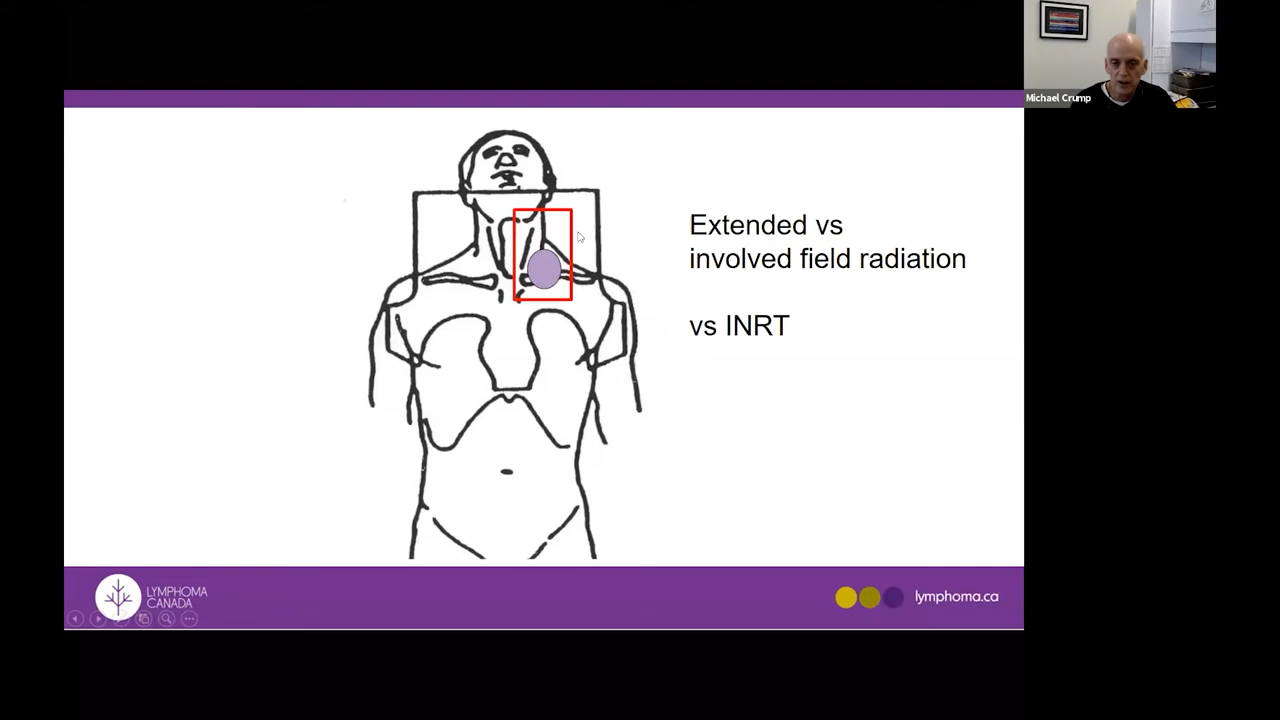 Michael Crump
Extended vs
involved field radiation
vs INRT
LYMPHOMA
CANADA
lymphoma.ca